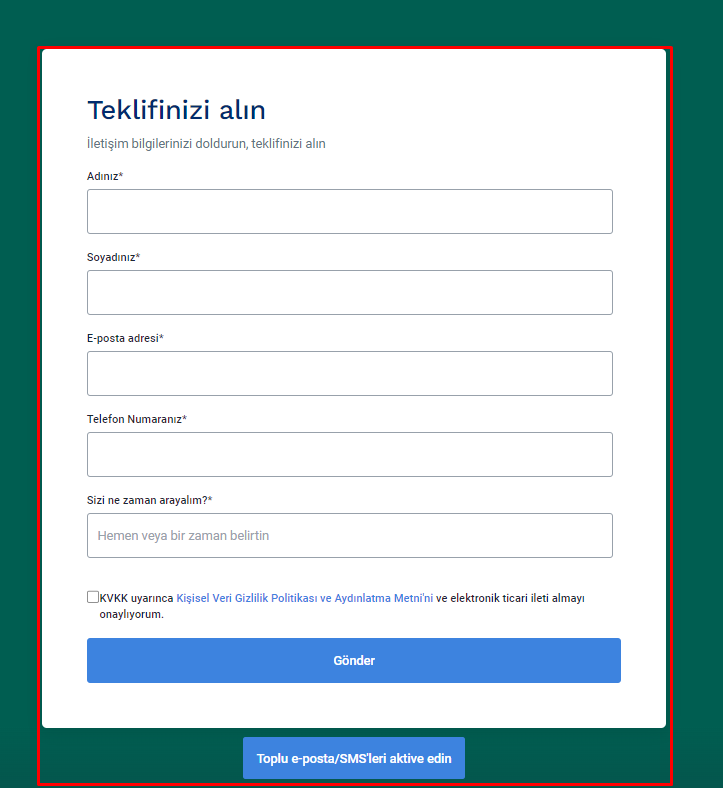 Teklifinizi alın
İletişim bilgilerinizi doldurun, teklifinizi alın
Adınız*
Soyadınız*
E-posta adresi*
Telefon Numaranız*
Sizi ne zaman arayalım?*
Hemen veya bir zaman belirtin
KVKK uyarınca Kişisel Veri Gizlilik Politikası ve Aydınlatma Metni'ni ve elektronik ticari ileti almayı
onaylıyorum.
Gönder
Toplu e-posta/SMS'leri aktive edin